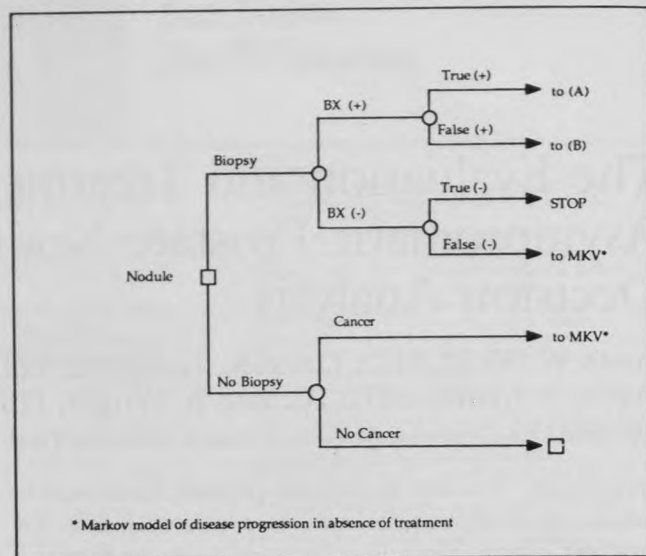 True (+)
to (A)
BX (+)
False (+)
to (B)
Biopsy
True (-)
STOP
BX (-)
False (-)
to MKV*
Nodule
Cancer
to MKV*
No Biopsy
No Cancer
* Markov model of disease progression in absence of treatment